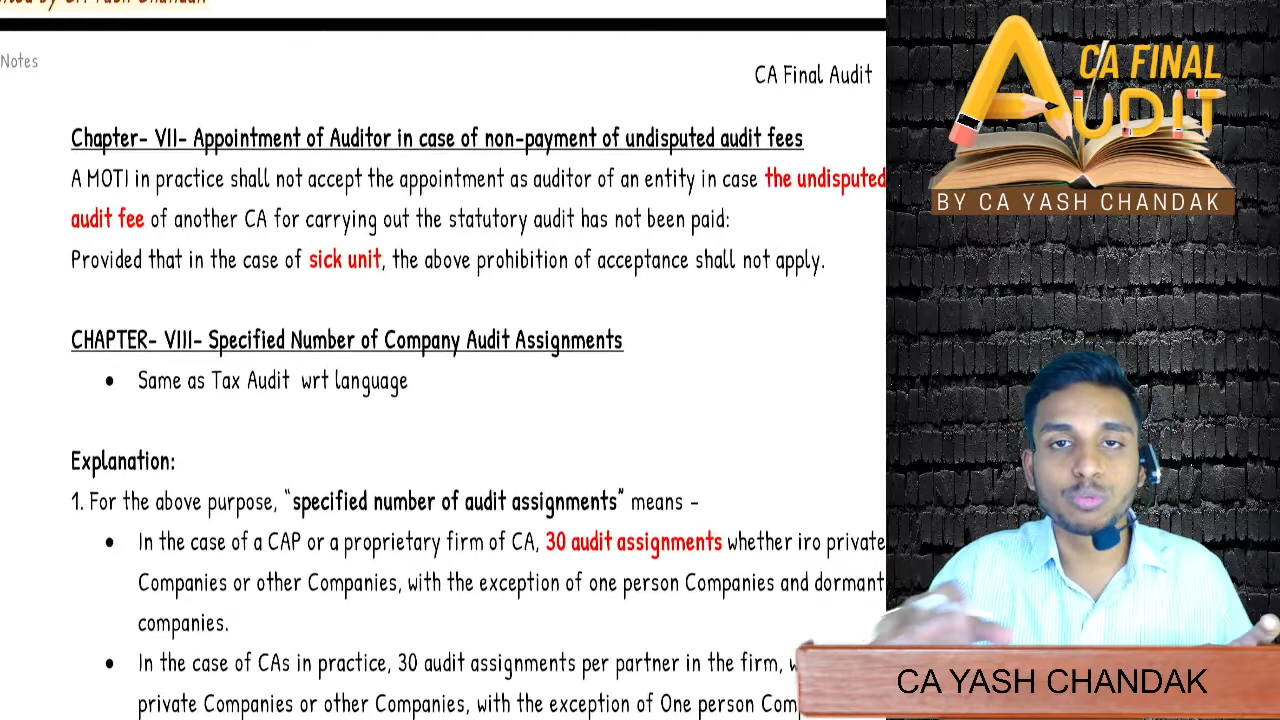 Notes
CA Final Audit
Chapter- VII- Appointment of Auditor in case of non-payment of undisputed audit fees
A MOTI in practice shall not accept the appointment as auditor of an entity in case the undisputed
audit fee of another CA for carrying out the statutory audit has not been paid:
Provided that in the case of sick unit, the above prohibition of acceptance shall not apply.
CHAPTER- VIII- Specified Number of Company Audit Assignments
• Same as Tax Audit wrt language
Explanation:
1. For the above purpose, “specified number of audit assignments” means –
• In the case of a CAP or a proprietary firm of CA, 30 audit assignments whether iro private
Companies or other Companies, with the exception of one person Companies and dormant
companies.
• In the case of CAs in practice, 30 audit assignments per partner in the firm,
private Companies or other Companies, with the exception of One person
CA FINAL
AUDIT
BY CA YASH CHANDAK
CA YASH CHANDAK